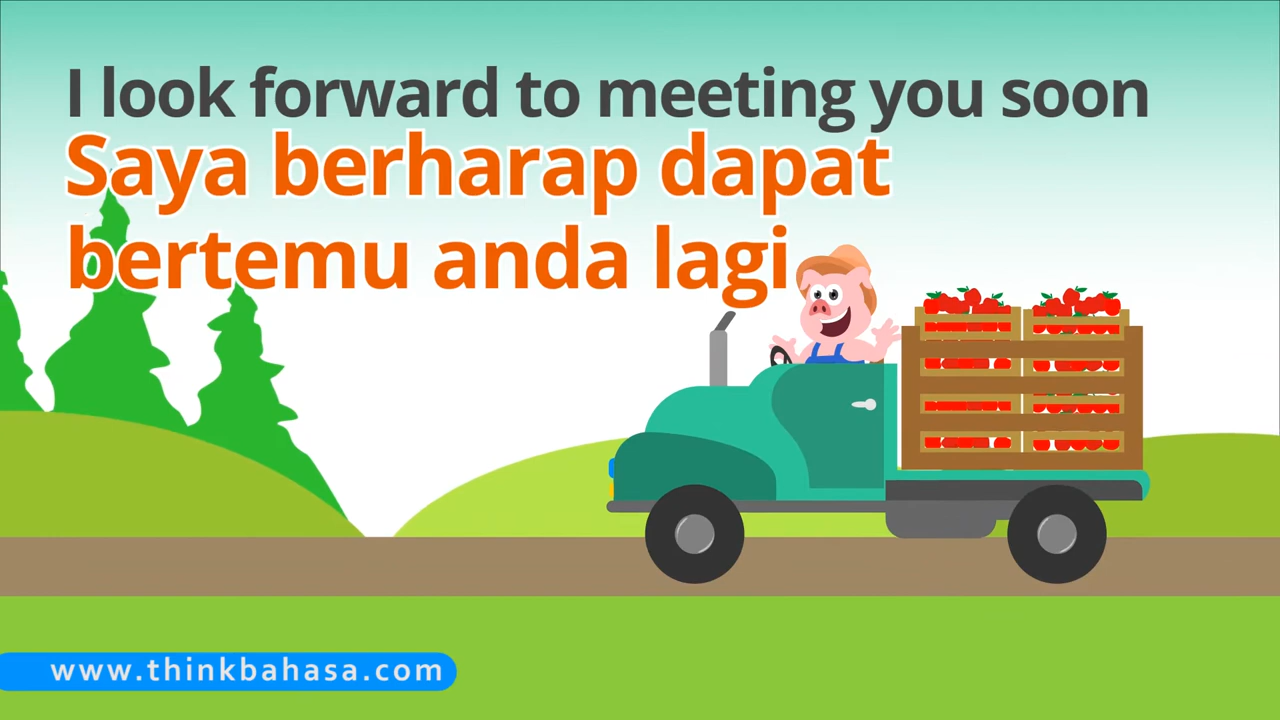 I look forward to meeting you soon
Saya berharap dapat
bertemu anda lagi
www.thinkbahasa.com